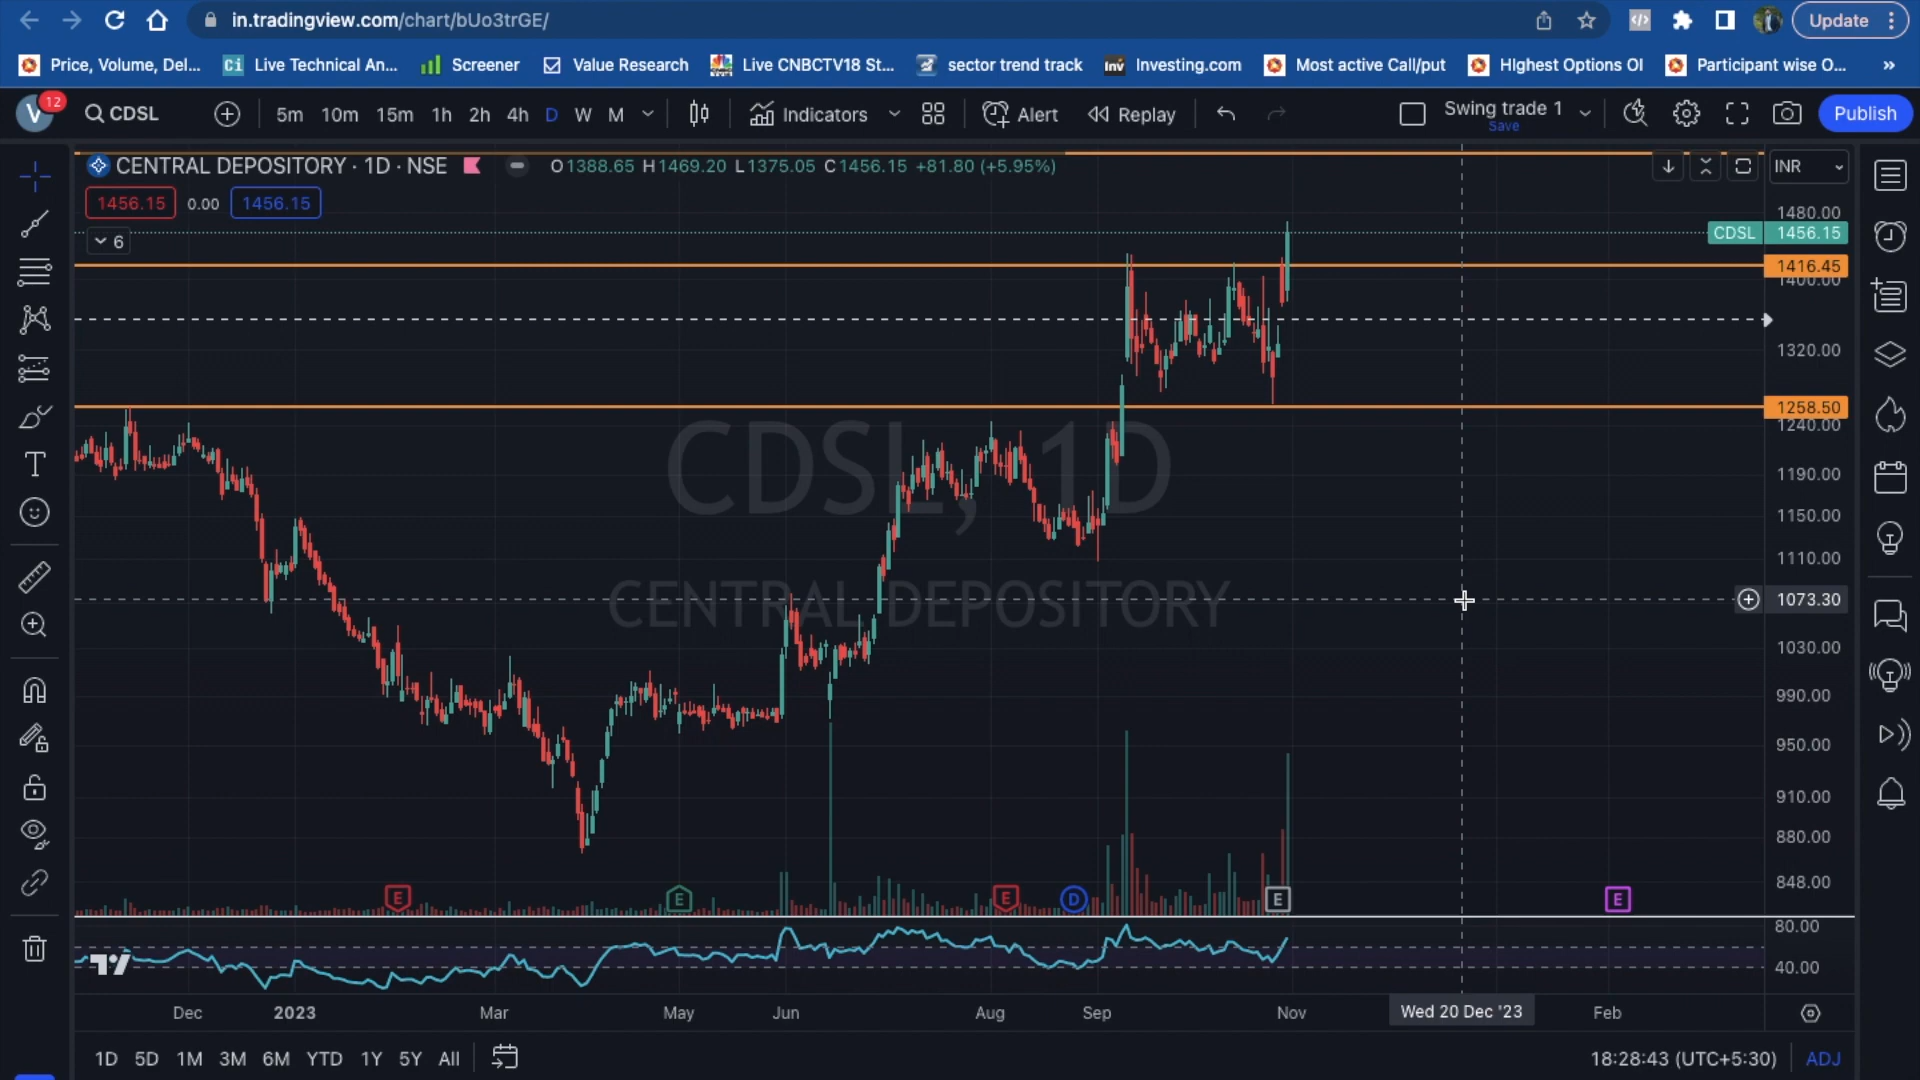 in.tradingview.com/chart/bUo3trGE/
Update
Price, Volume, Del...
Live Technical An...
Screener
Value Research
Live CNBCTV18 St...
sector trend track
Investing.com
Most active Call/put
HIghest Options OI
Participant wise O...
»
V
12
CDSL
5m
10m
15m
1h
2h
4h
D
W
M
Indicators
Alert
Replay
Swing trade 1
Save
Publish
CENTRAL DEPOSITORY · 1D · NSE
O1388.65 H1469.20 L1375.05 C1456.15 +81.80 (+5.95%)
INR
1456.15
0.00
1456.15
6
1480.00
CDSL
1456.15
1416.45
1400.00
1320.00
1258.50
1240.00
1190.00
1150.00
1110.00
1073.30
1030.00
990.00
950.00
910.00
880.00
848.00
80.00
40.00
CDSL, 1D
CENTRAL DEPOSITORY
E
E
E
D
E
E
Dec
2023
Mar
May
Jun
Aug
Sep
Nov
Wed 20 Dec '23
Feb
1D
5D
1M
3M
6M
YTD
1Y
5Y
All
18:28:43 (UTC+5:30)
ADJ